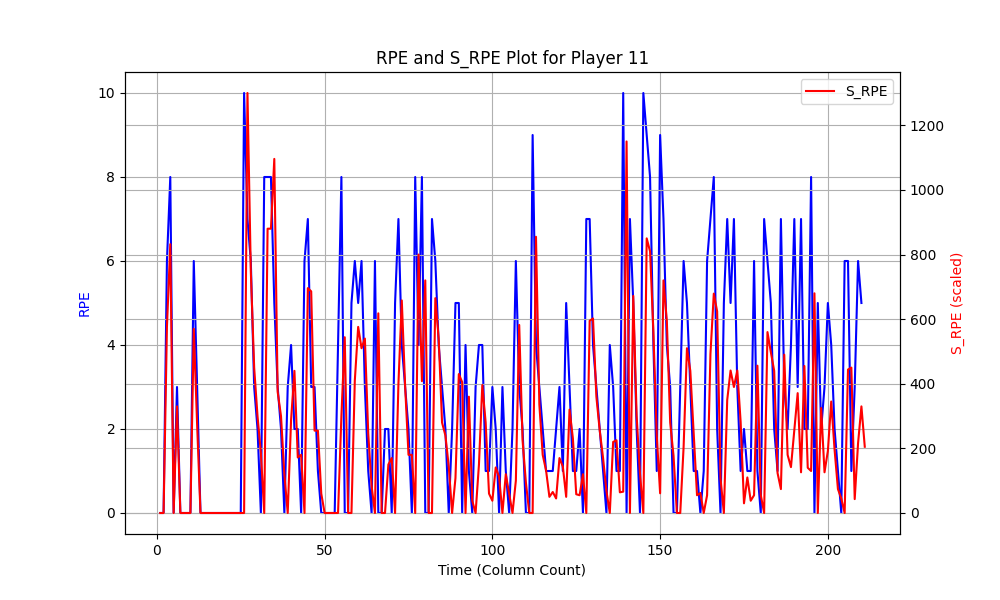 RPE and S_RPE Plot for Player 11
S_RPE
10
8
6
4
2
0
RPE
1200
1000
800
600
400
200
0
S_RPE (scaled)
0 50 100 150 200
Time (Column Count)